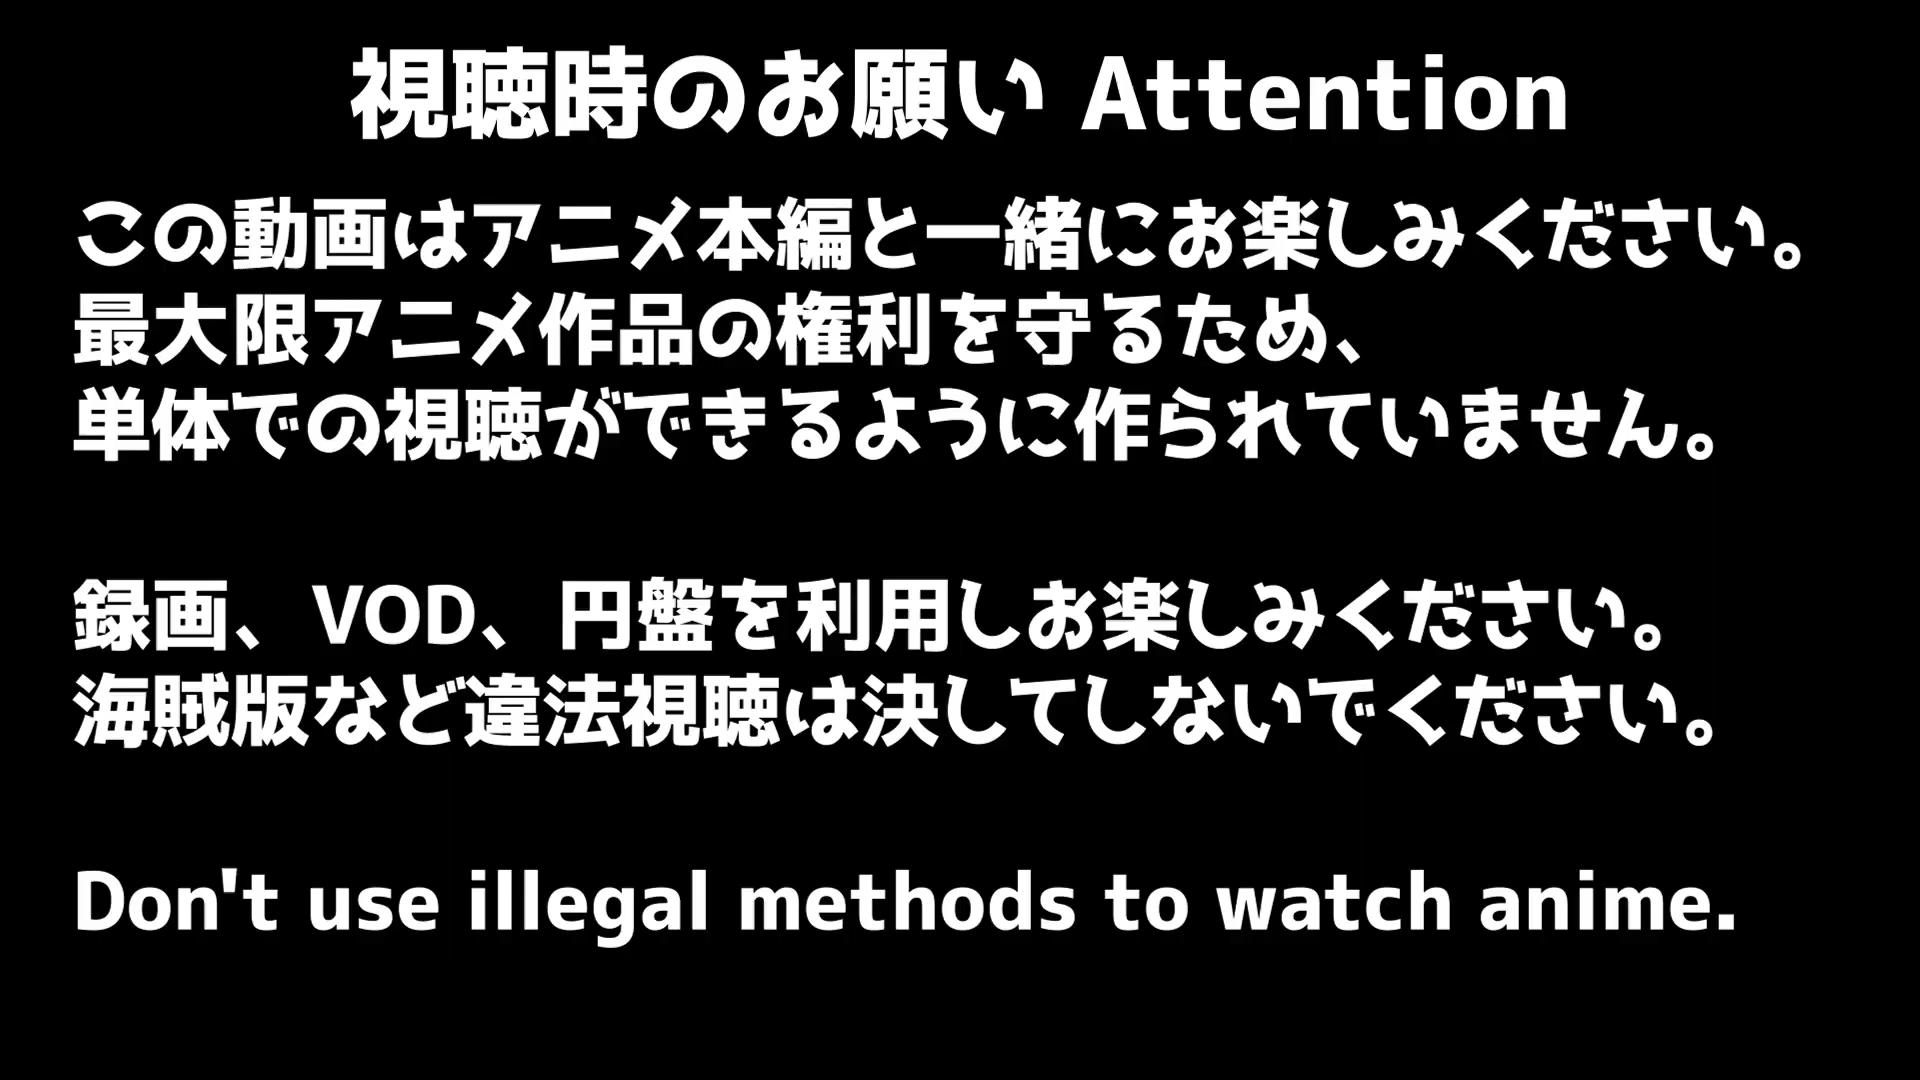 視聴時のお願い Attention
この動画はアニメ本編と一緒にお楽しみください。
最大限アニメ作品の権利を守るため、
単体での視聴ができるように作られていません。
録画、VOD、円盤を利用しお楽しみください。
海賊版など違法視聴は決してしないでください。
Don't use illegal methods to watch anime.